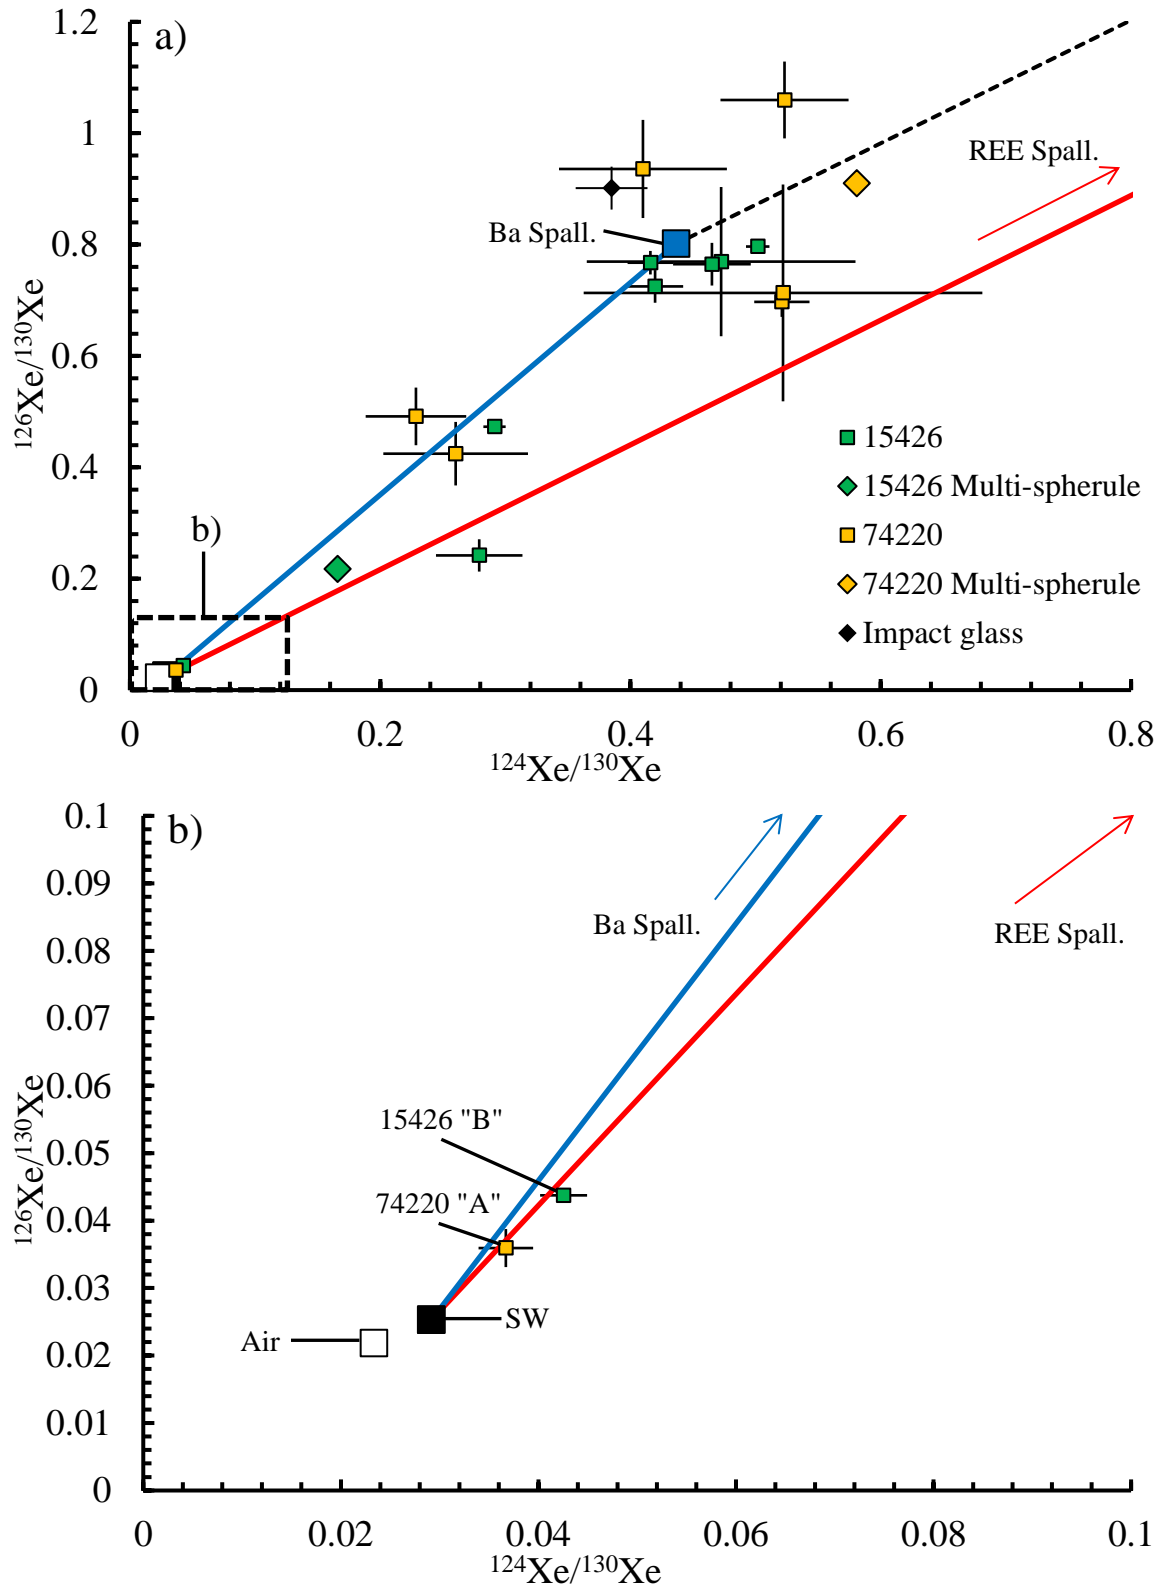 a)
1.2
1
0.8
0.6
0.4
0.2
0
¹²⁶Xe/¹³⁰Xe
REE Spall.
Ba Spall.
b)
15426
15426 Multi-spherule
74220
74220 Multi-spherule
Impact glass
0 0.2 0.4 0.6 0.8
¹²⁴Xe/¹³⁰Xe
b)
0.1
0.09
0.08
0.07
0.06
0.05
0.04
0.03
0.02
0.01
0
¹²⁶Xe/¹³⁰Xe
Ba Spall.
REE Spall.
15426 "B"
74220 "A"
SW
Air
0 0.02 0.04 0.06 0.08 0.1
¹²⁴Xe/¹³⁰Xe